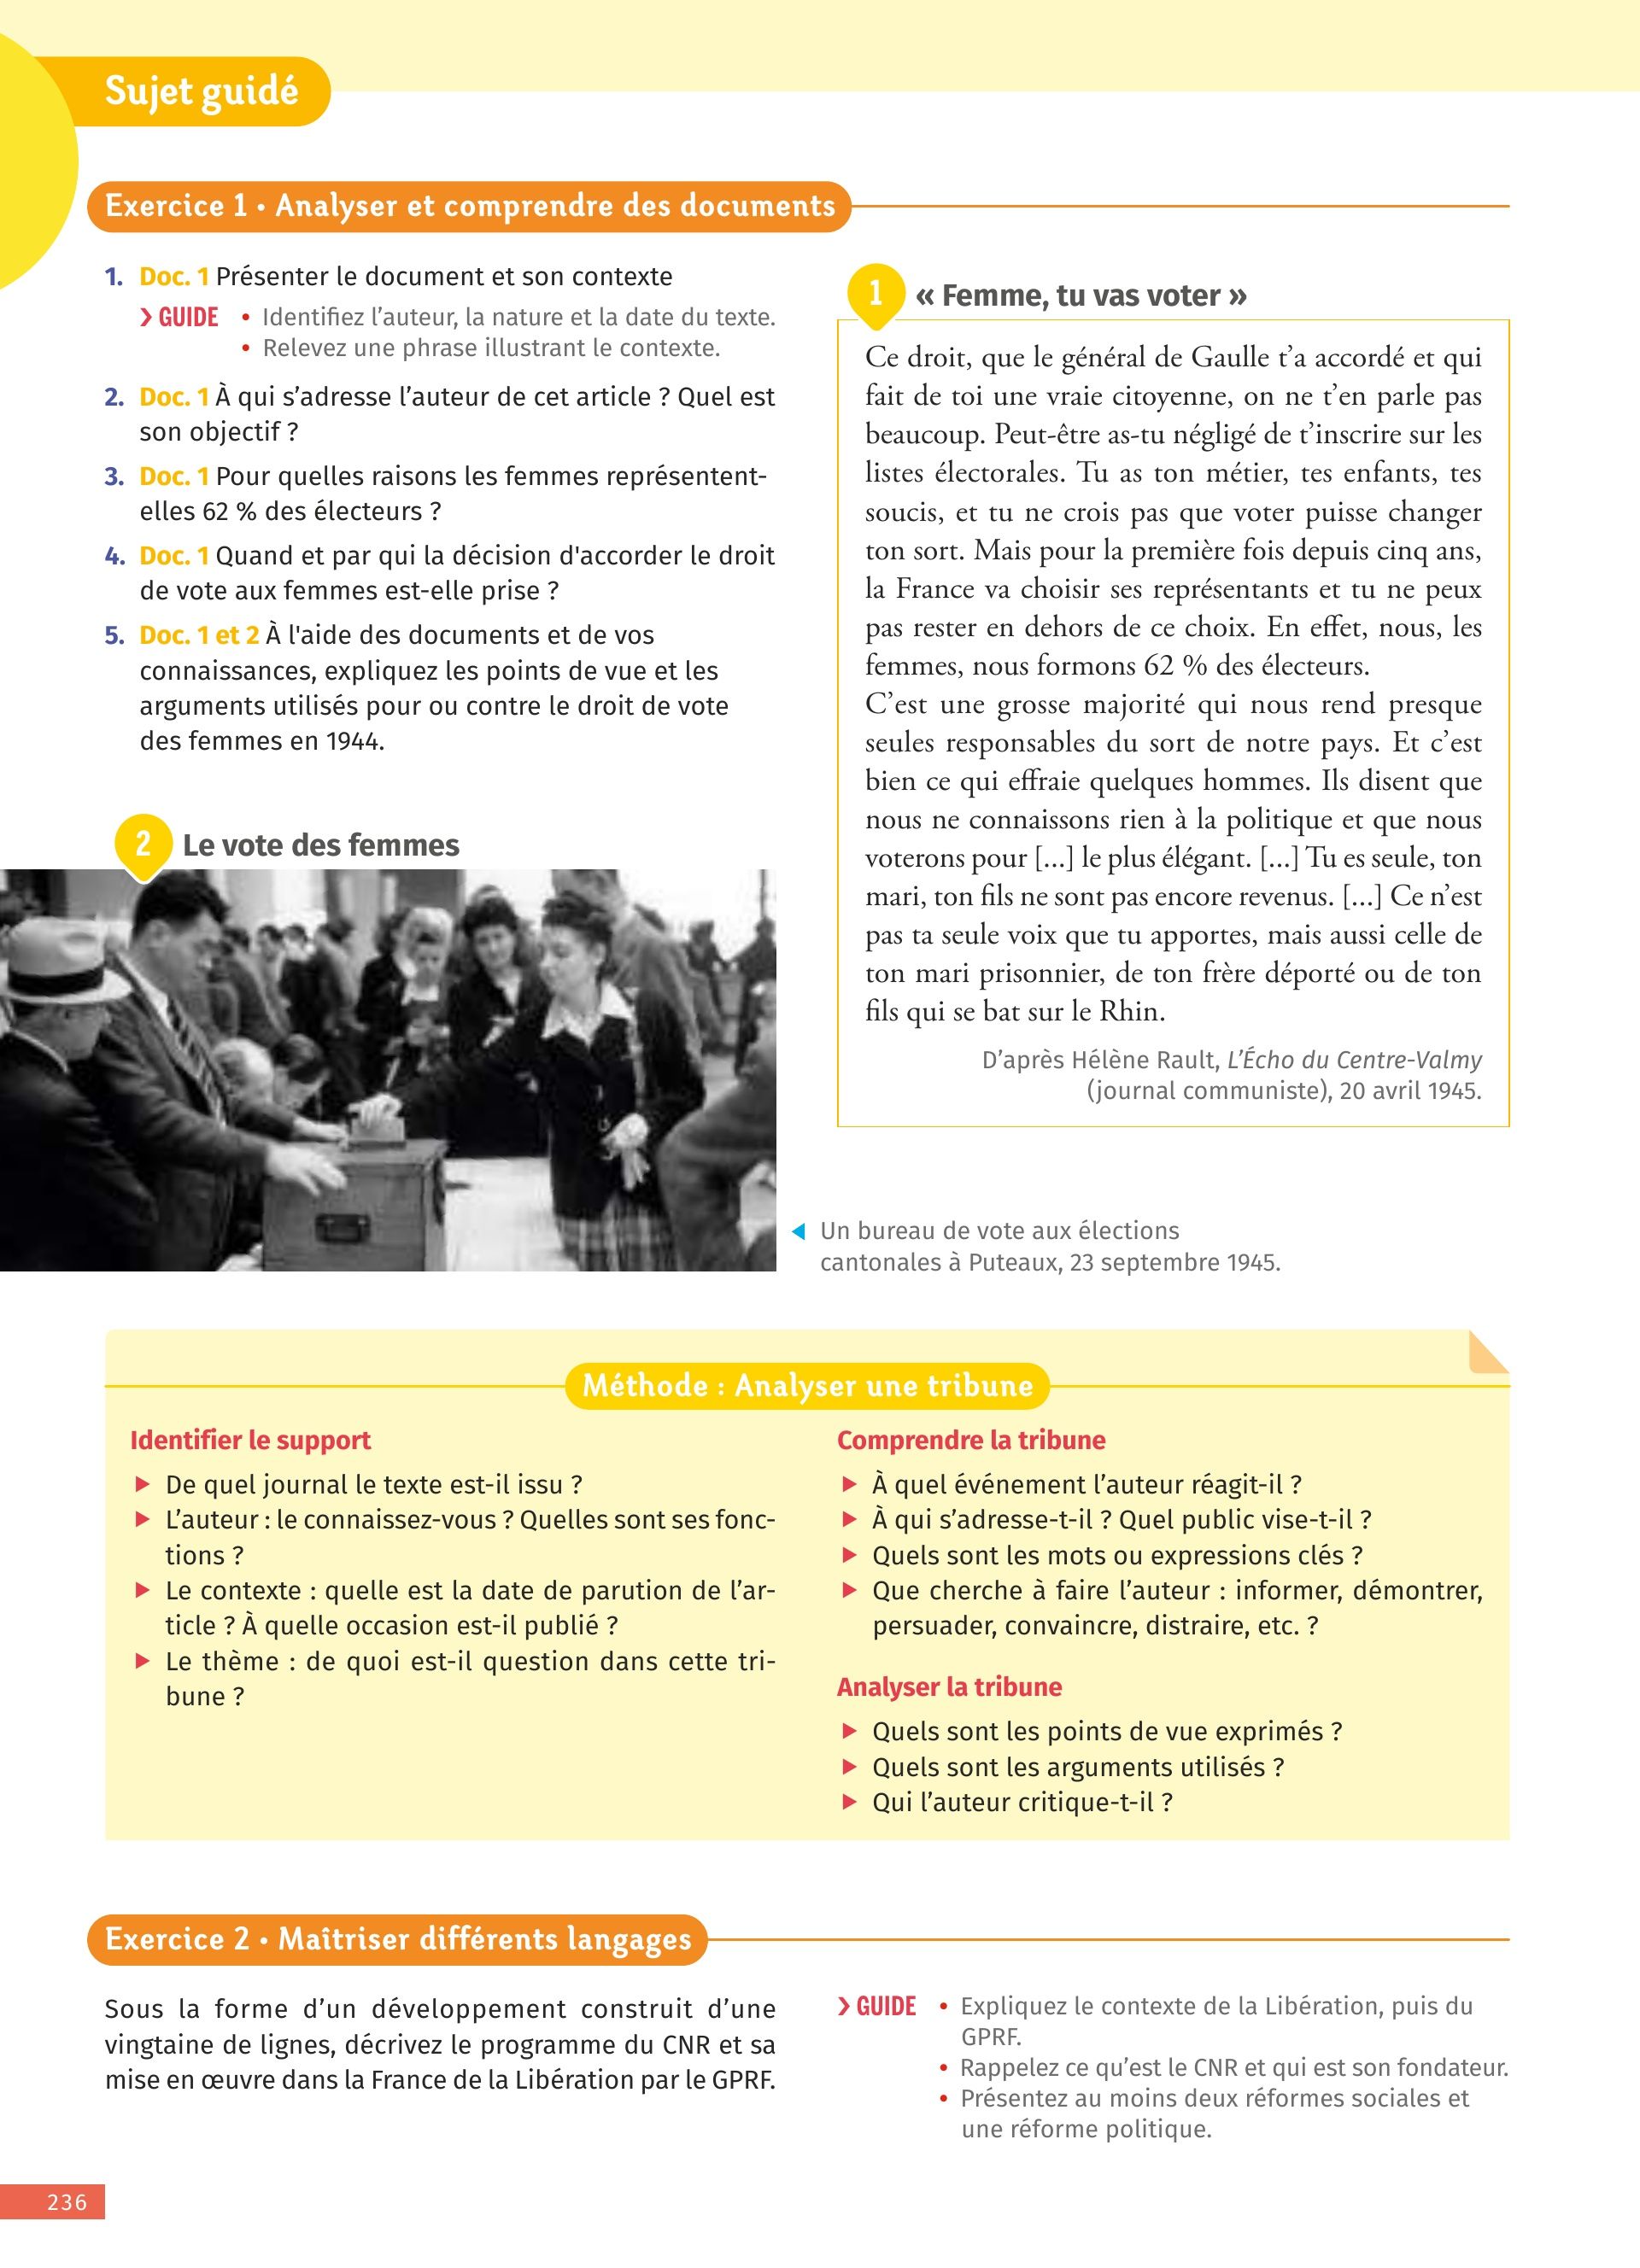 Sujet guidé
Exercice 1 • Analyser et comprendre des documents
1. Doc. 1 Présenter le document et son contexte
❯ GUIDE • Identifiez l’auteur, la nature et la date du texte.
• Relevez une phrase illustrant le contexte.
2. Doc. 1 À qui s’adresse l’auteur de cet article ? Quel est
son objectif ?
3. Doc. 1 Pour quelles raisons les femmes représentent-
elles 62 % des électeurs ?
4. Doc. 1 Quand et par qui la décision d'accorder le droit
de vote aux femmes est-elle prise ?
5. Doc. 1 et 2 À l'aide des documents et de vos
connaissances, expliquez les points de vue et les
arguments utilisés pour ou contre le droit de vote
des femmes en 1944.
1 « Femme, tu vas voter »
Ce droit, que le général de Gaulle t’a accordé et qui
fait de toi une vraie citoyenne, on ne t’en parle pas
beaucoup. Peut-être as-tu négligé de t’inscrire sur les
listes électorales. Tu as ton métier, tes enfants, tes
soucis, et tu ne crois pas que voter puisse changer
ton sort. Mais pour la première fois depuis cinq ans,
la France va choisir ses représentants et tu ne peux
pas rester en dehors de ce choix. En effet, nous, les
femmes, nous formons 62 % des électeurs.
C’est une grosse majorité qui nous rend presque
seules responsables du sort de notre pays. Et c’est
bien ce qui effraie quelques hommes. Ils disent que
nous ne connaissons rien à la politique et que nous
voterons pour [...] le plus élégant. [...] Tu es seule, ton
mari, ton fils ne sont pas encore revenus. [...] Ce n’est
pas ta seule voix que tu apportes, mais aussi celle de
ton mari prisonnier, de ton frère déporté ou de ton
fils qui se bat sur le Rhin.
D’après Hélène Rault, L’Écho du Centre-Valmy
(journal communiste), 20 avril 1945.
2 Le vote des femmes
◀ Un bureau de vote aux élections
cantonales à Puteaux, 23 septembre 1945.
Méthode : Analyser une tribune
Identifier le support
▶ De quel journal le texte est-il issu ?
▶ L’auteur : le connaissez-vous ? Quelles sont ses fonc-
tions ?
▶ Le contexte : quelle est la date de parution de l’ar-
ticle ? À quelle occasion est-il publié ?
▶ Le thème : de quoi est-il question dans cette tri-
bune ?
Comprendre la tribune
▶ À quel événement l’auteur réagit-il ?
▶ À qui s’adresse-t-il ? Quel public vise-t-il ?
▶ Quels sont les mots ou expressions clés ?
▶ Que cherche à faire l’auteur : informer, démontrer,
persuader, convaincre, distraire, etc. ?
Analyser la tribune
▶ Quels sont les points de vue exprimés ?
▶ Quels sont les arguments utilisés ?
▶ Qui l’auteur critique-t-il ?
Exercice 2 • Maîtriser différents langages
Sous la forme d’un développement construit d’une
vingtaine de lignes, décrivez le programme du CNR et sa
mise en œuvre dans la France de la Libération par le GPRF.
❯ GUIDE • Expliquez le contexte de la Libération, puis du
GPRF.
• Rappelez ce qu’est le CNR et qui est son fondateur.
• Présentez au moins deux réformes sociales et
une réforme politique.
236